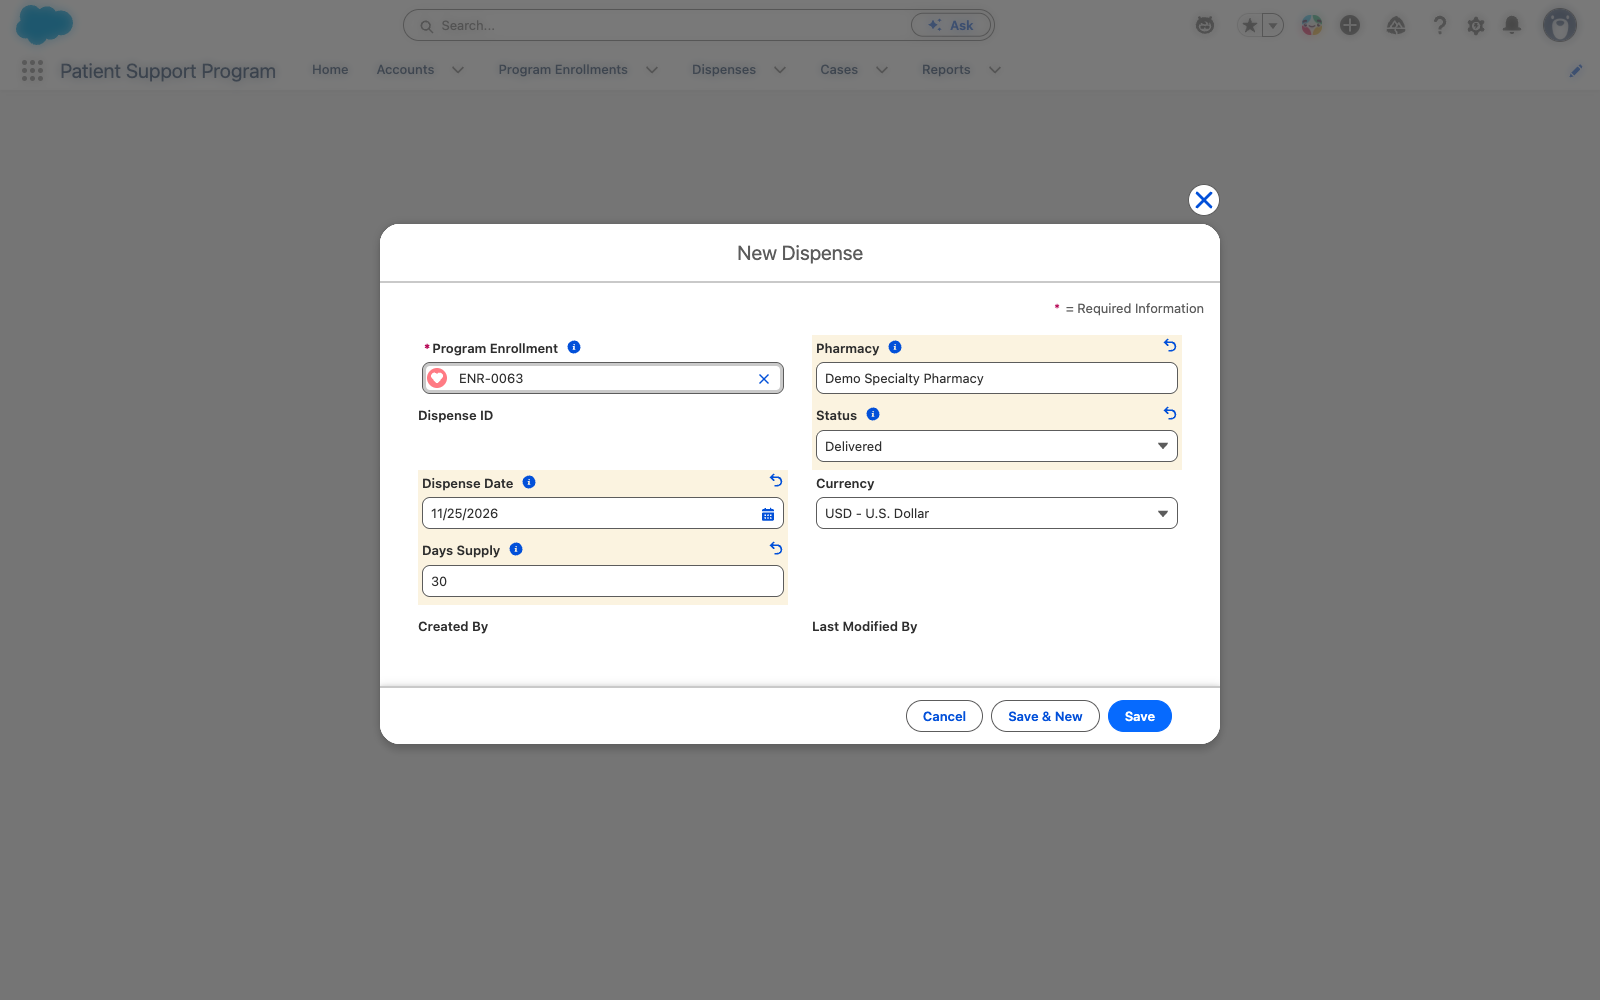 Search...
Ask
Patient Support Program
Home
Accounts
Program Enrollments
Dispenses
Cases
Reports
New Dispense
* = Required Information
*Program Enrollment
ENR-0063
Pharmacy
Demo Specialty Pharmacy
Dispense ID
Status
Delivered
Dispense Date
11/25/2026
Currency
USD - U.S. Dollar
Days Supply
30
Created By
Last Modified By
Cancel
Save & New
Save